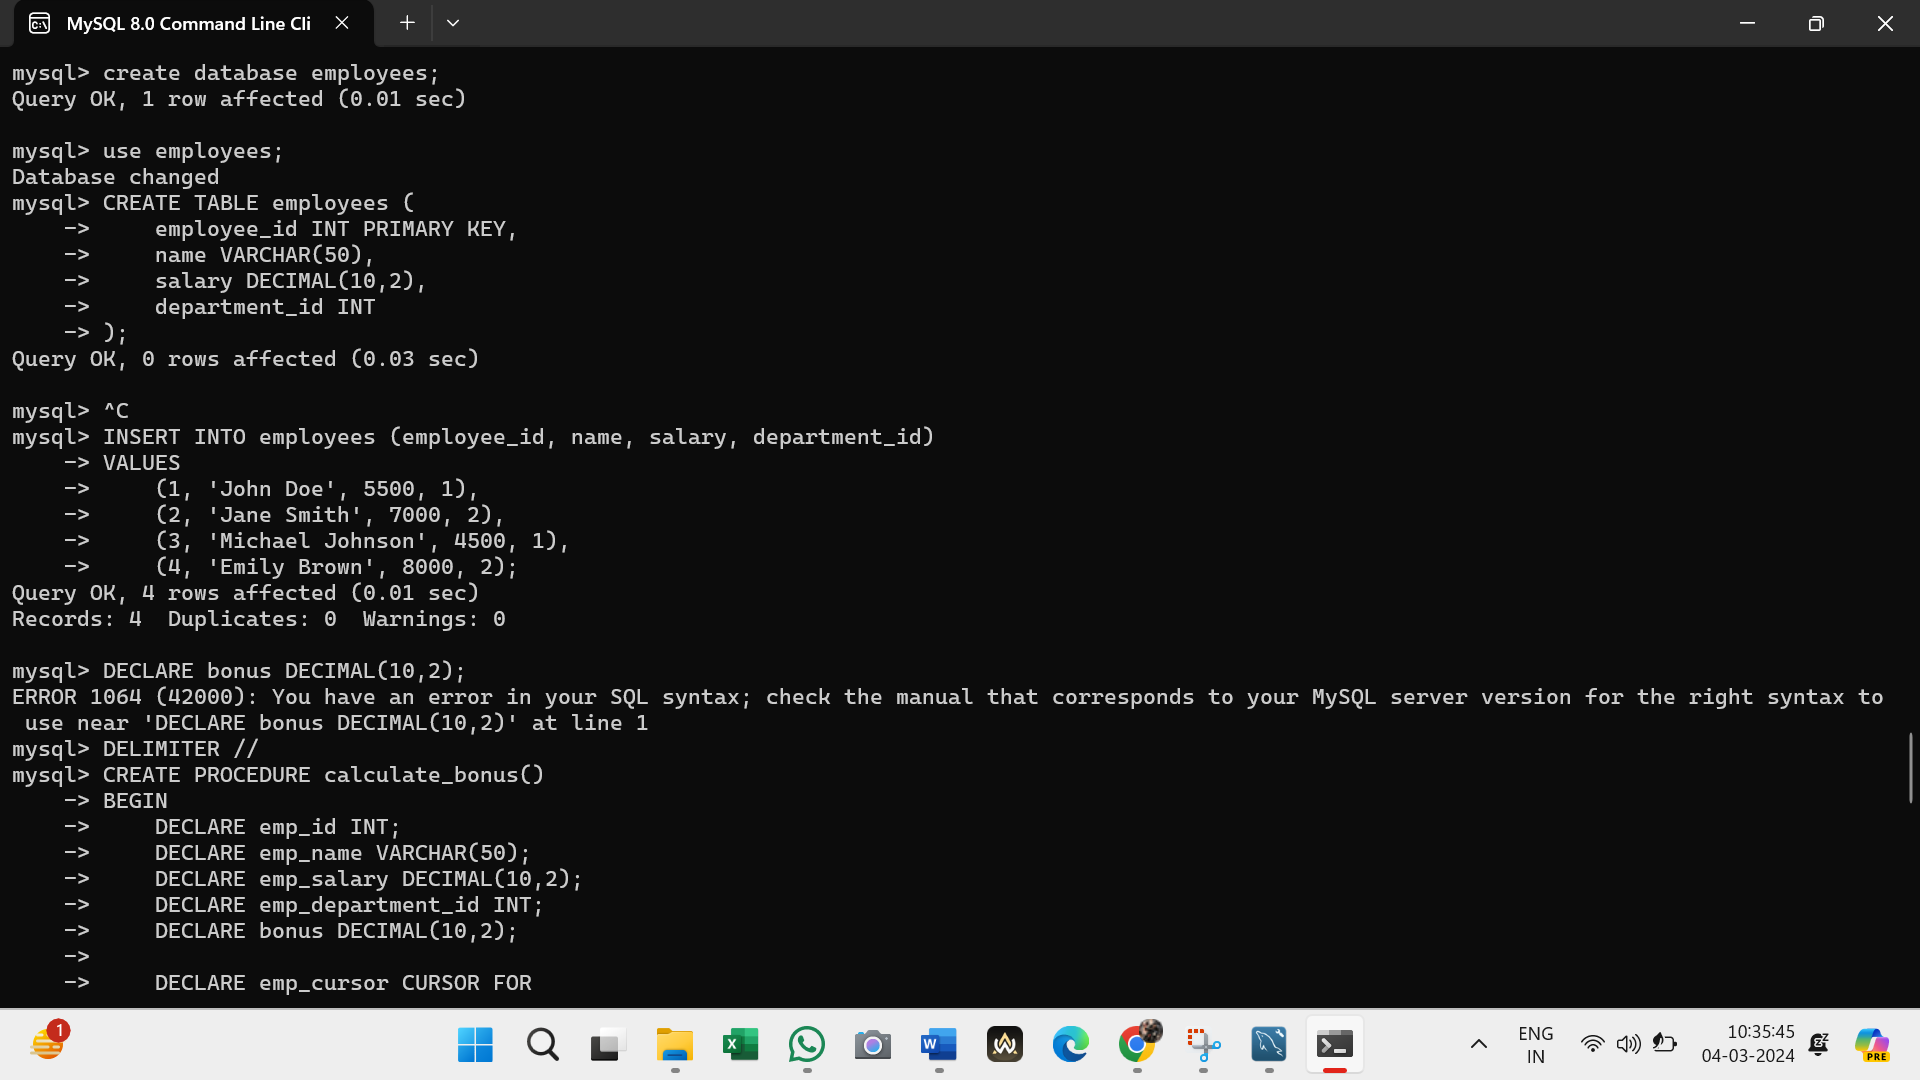 MySQL 8.0 Command Line Cli
mysql> create database employees;
Query OK, 1 row affected (0.01 sec)
mysql> use employees;
Database changed
mysql> CREATE TABLE employees (
    ->     employee_id INT PRIMARY KEY,
    ->     name VARCHAR(50),
    ->     salary DECIMAL(10,2),
    ->     department_id INT
    -> );
Query OK, 0 rows affected (0.03 sec)
mysql> ^C
mysql> INSERT INTO employees (employee_id, name, salary, department_id)
    -> VALUES
    ->     (1, 'John Doe', 5500, 1),
    ->     (2, 'Jane Smith', 7000, 2),
    ->     (3, 'Michael Johnson', 4500, 1),
    ->     (4, 'Emily Brown', 8000, 2);
Query OK, 4 rows affected (0.01 sec)
Records: 4  Duplicates: 0  Warnings: 0
mysql> DECLARE bonus DECIMAL(10,2);
ERROR 1064 (42000): You have an error in your SQL syntax; check the manual that corresponds to your MySQL server version for the right syntax to
 use near 'DECLARE bonus DECIMAL(10,2)' at line 1
mysql> DELIMITER //
mysql> CREATE PROCEDURE calculate_bonus()
    -> BEGIN
    ->     DECLARE emp_id INT;
    ->     DECLARE emp_name VARCHAR(50);
    ->     DECLARE emp_salary DECIMAL(10,2);
    ->     DECLARE emp_department_id INT;
    ->     DECLARE bonus DECIMAL(10,2);
    ->
    ->     DECLARE emp_cursor CURSOR FOR
1
ENG
IN
10:35:45
04-03-2024
PRE